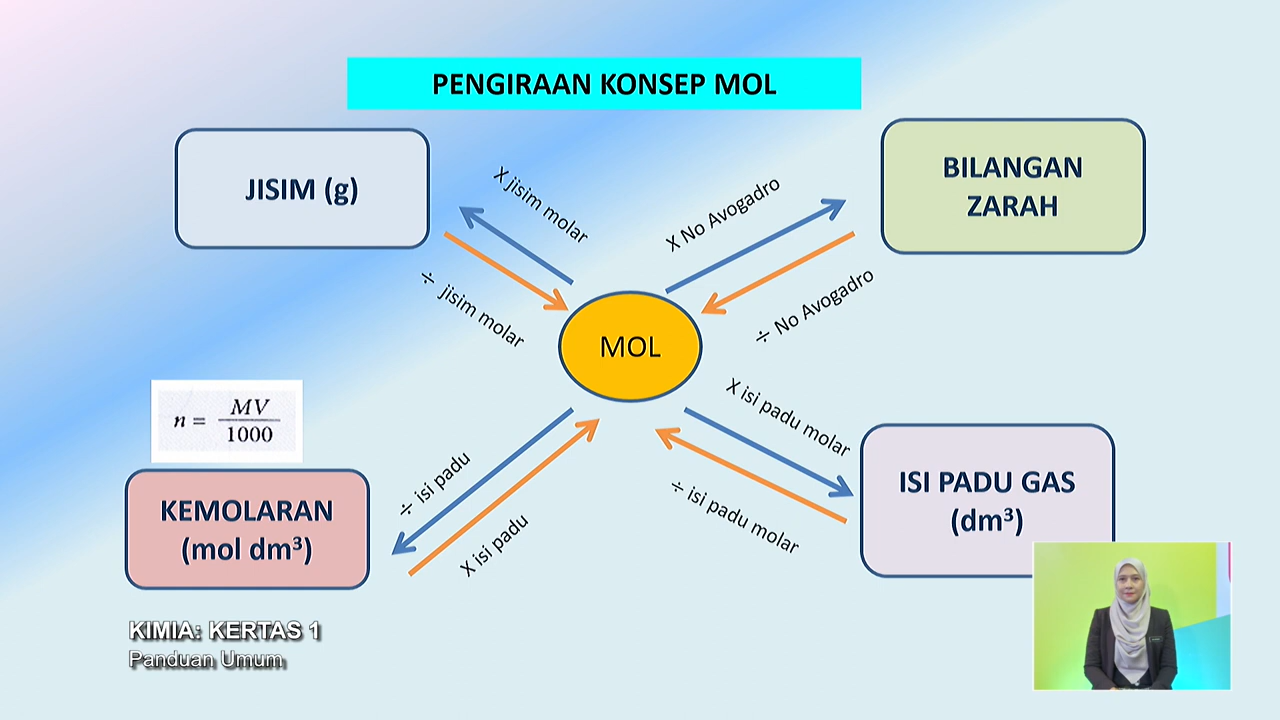 PENGIRAAN KONSEP MOL
JISIM (g)
BILANGAN
ZARAH
X jisim molar
÷ jisim molar
X No Avogadro
÷ No Avogadro
MOL
n = MV
1000
KEMOLARAN
(mol dm³)
÷ isi padu
X isi padu
X isi padu molar
÷ isi padu molar
ISI PADU GAS
(dm³)
KIMIA: KERTAS 1
Panduan Umum